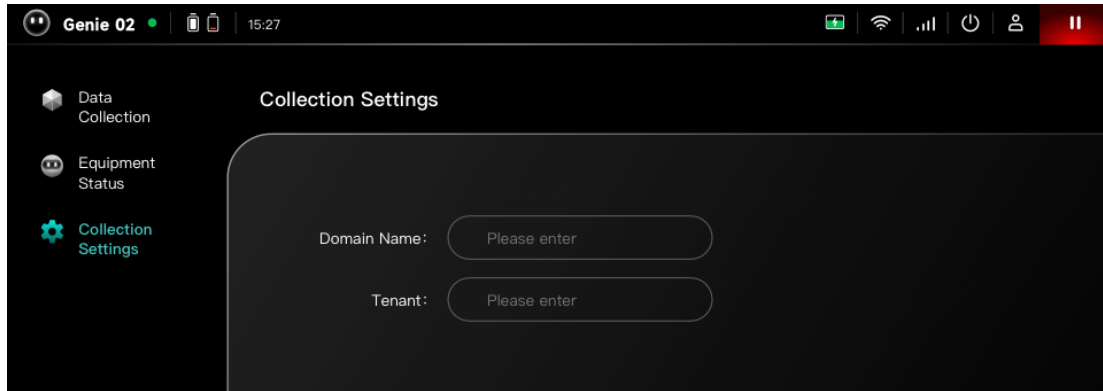 Genie 02
15:27
Data
Collection
Equipment
Status
Collection
Settings
Collection Settings
Domain Name: Please enter
Tenant: Please enter